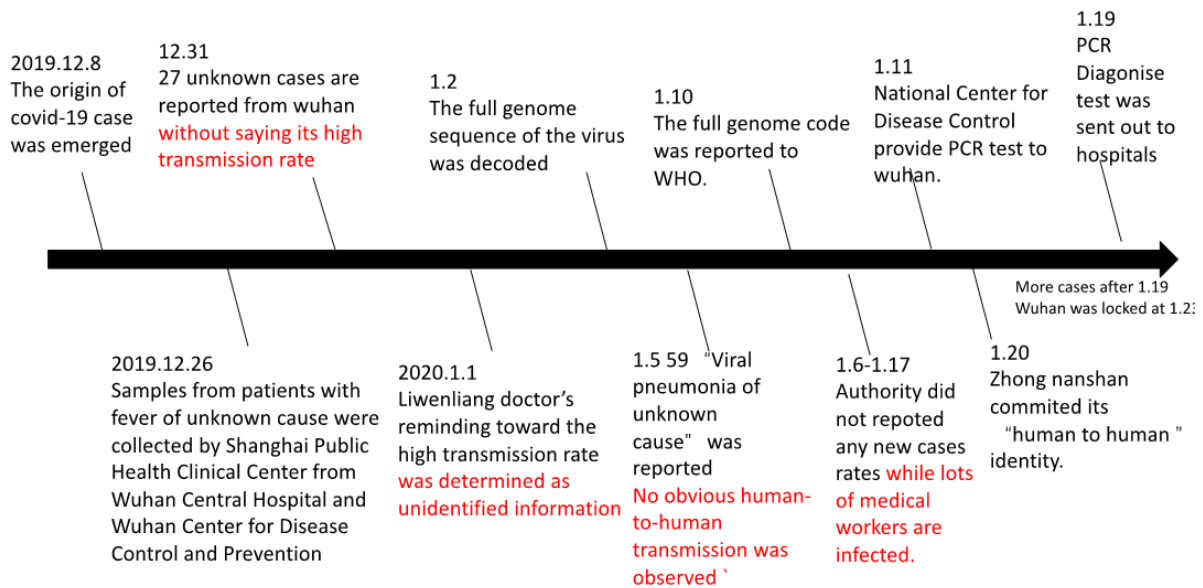 2019.12.8
The origin of
covid-19 case
was emerged
12.31
27 unknown cases are
reported from wuhan
without saying its high
transmission rate
1.2
The full genome
sequence of the virus
was decoded
1.10
The full genome code
was reported to
WHO.
1.11
National Center for
Disease Control
provide PCR test to
wuhan.
1.19
PCR
Diagonise
test was
sent out to
hospitals
More cases after 1.19
Wuhan was locked at 1.23
2019.12.26
Samples from patients with
fever of unknown cause were
collected by Shanghai Public
Health Clinical Center from
Wuhan Central Hospital and
Wuhan Center for Disease
Control and Prevention
2020.1.1
Liwenliang doctor’s
reminding toward the
high transmission rate
was determined as
unidentified information
1.5 59 “Viral
pneumonia of
unknown
cause” was
reported
No obvious human-
to-human
transmission was
observed `
1.6-1.17
Authority did
not repoted
any new cases
rates while lots
of medical
workers are
infected.
1.20
Zhong nanshan
commited its
“human to human ”
identity.